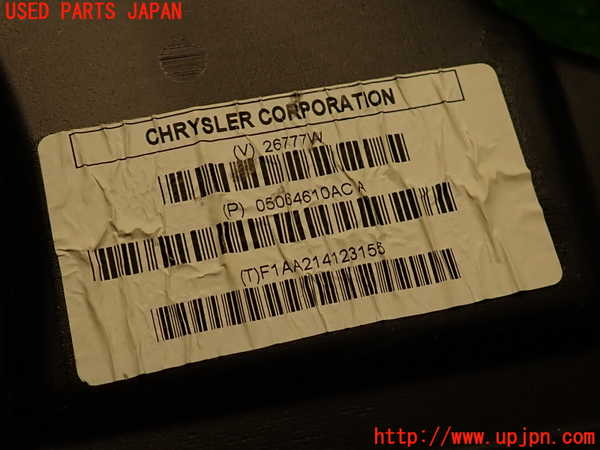 USED PARTS JAPAN
CHRYSLER CORPORATION
(V) 26777W
(P) 05064610AC A
(T)F1AA214123156
http://www.upjpn.com